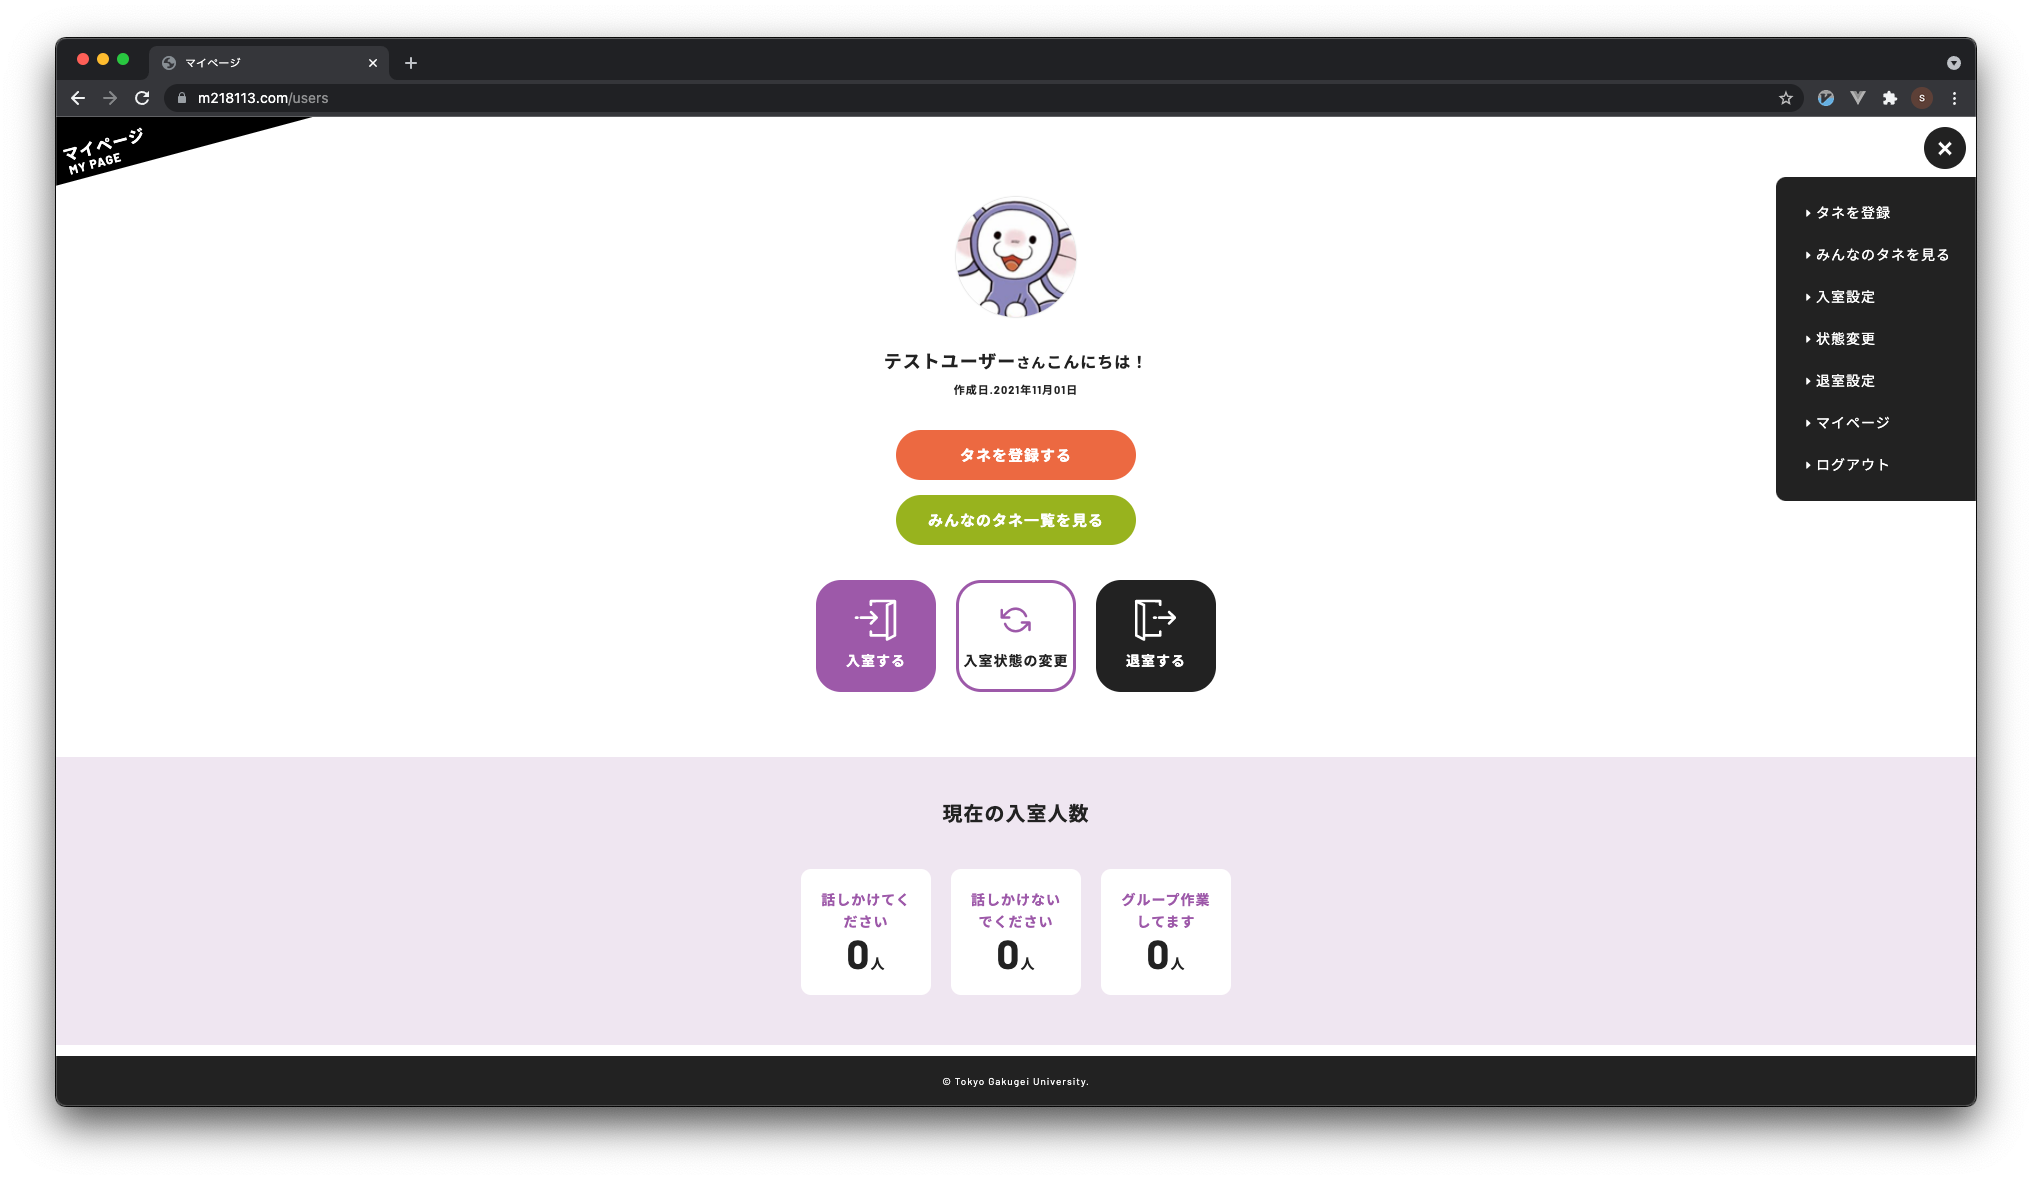 マイページ
m218113.com/users
S
マイページ
MY PAGE
タネを登録
みんなのタネを見る
入室設定
状態変更
退室設定
マイページ
ログアウト
テストユーザーさんこんにちは！
作成日.2021年11月01日
タネを登録する
みんなのタネ一覧を見る
入室する
入室状態の変更
退室する
現在の入室人数
話しかけてく
ださい
0人
話しかけない
でください
0人
グループ作業
してます
0人
© Tokyo Gakugei University.